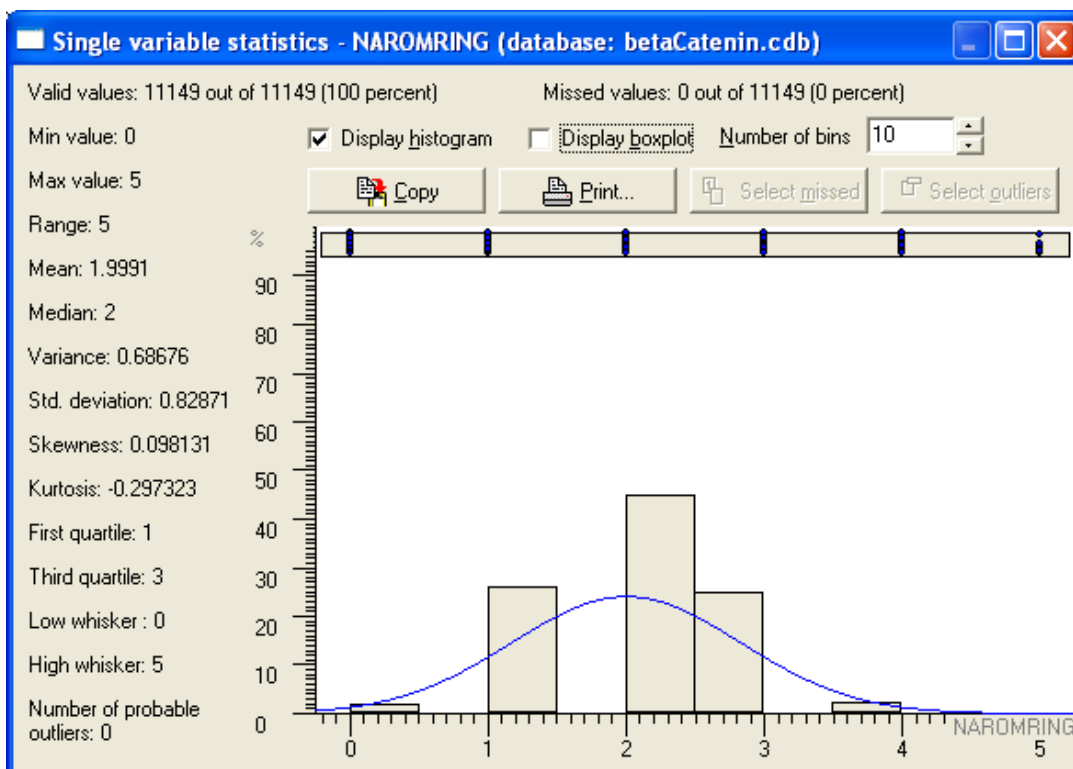 Single variable statistics - NAROMRING (database: betaCatenin.cdb)
Valid values: 11149 out of 11149 (100 percent)
Missed values: 0 out of 11149 (0 percent)
Min value: 0
Display histogram
Display boxplot
Number of bins
10
Max value: 5
Copy
Print...
Select missed
Select outliers
Range: 5
Mean: 1.9991
Median: 2
Variance: 0.68676
Std. deviation: 0.82871
Skewness: 0.098131
Kurtosis: -0.297323
First quartile: 1
Third quartile: 3
Low whisker : 0
High whisker: 5
Number of probable
outliers: 0
%
90
80
70
60
50
40
30
20
10
0
NAROMRING
0 1 2 3 4 5